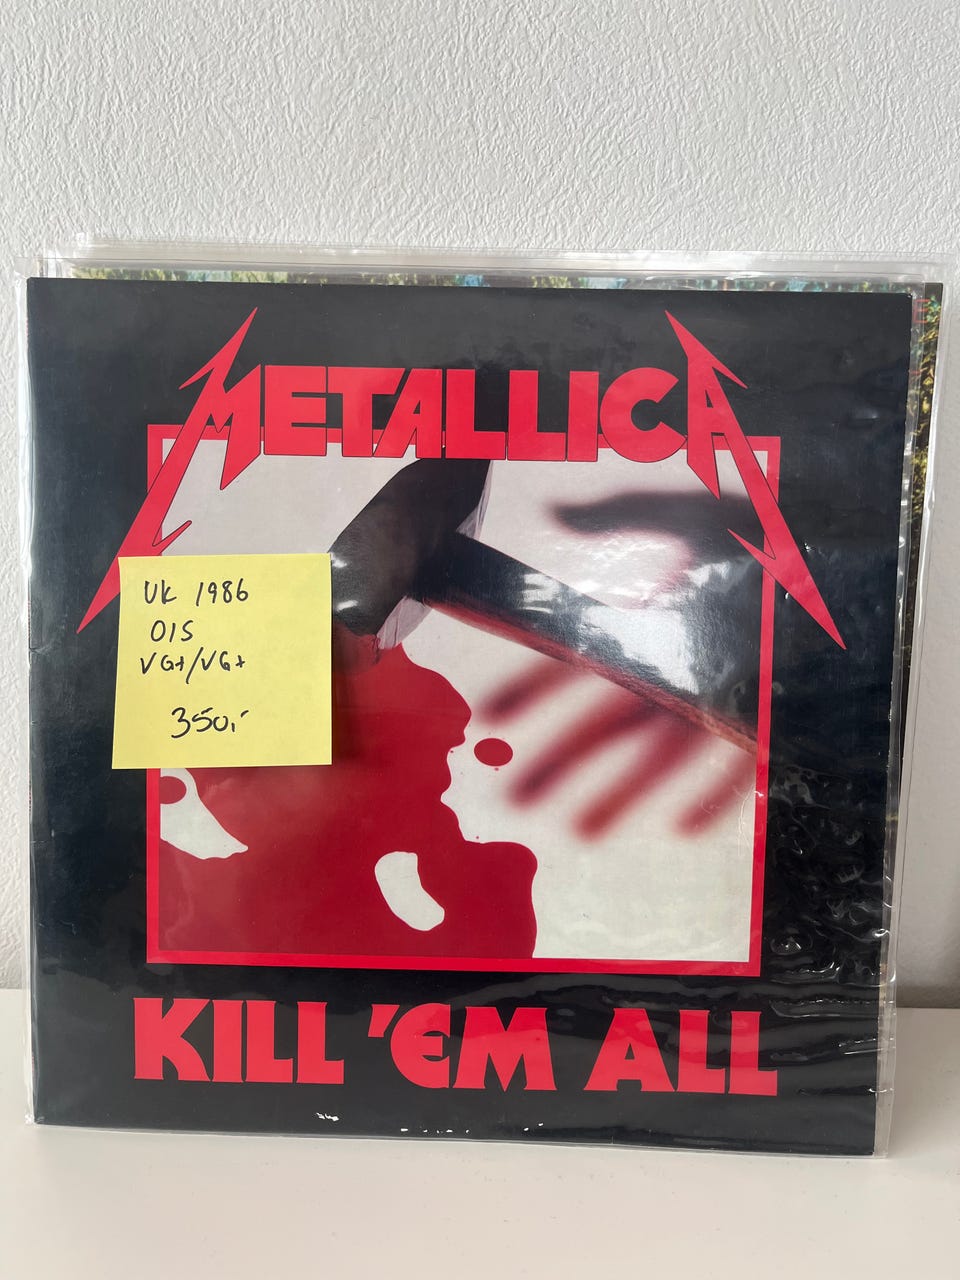 METALLICA
UK 1986
OIS
VG+/VG+
350,-
KILL 'EM ALL